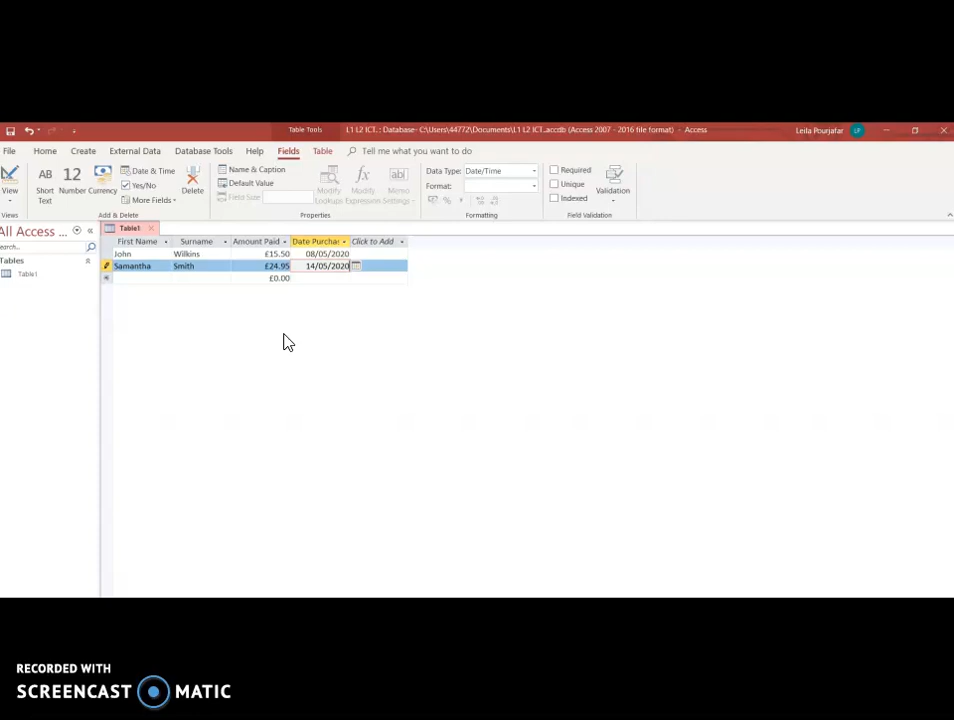 Table Tools
L1 L2 ICT. : Database- C:\Users\44772\Documents\L1 L2 ICT..accdb (Access 2007 - 2016 file format) - Access
Leila Pourjafar LP
File Home Create External Data Database Tools Help Fields Table Tell me what you want to do
View
Views
AB Short Text
12 Number
Currency
Date & Time
Yes/No
More Fields
Delete
Add & Delete
Name & Caption
Default Value
Field Size
Modify Lookups
fx Modify Expression
ab Memo Settings
Properties
Data Type: Date/Time
Format:
%
Formatting
Required
Unique
Indexed
Validation
Field Validation
All Access ...
Tables
Table1
Table1
First Name Surname Amount Paid Date Purchas Click to Add
John Wilkins £15.50 08/05/2020
Samantha Smith £24.95 14/05/2020
£0.00
RECORDED WITH
SCREENCAST MATIC